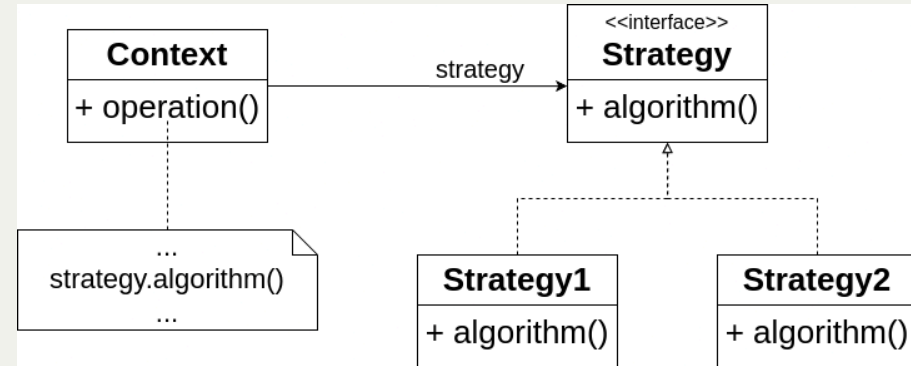 Context
+ operation()
strategy
<<interface>>
Strategy
+ algorithm()
...
strategy.algorithm()
...
Strategy1
+ algorithm()
Strategy2
+ algorithm()